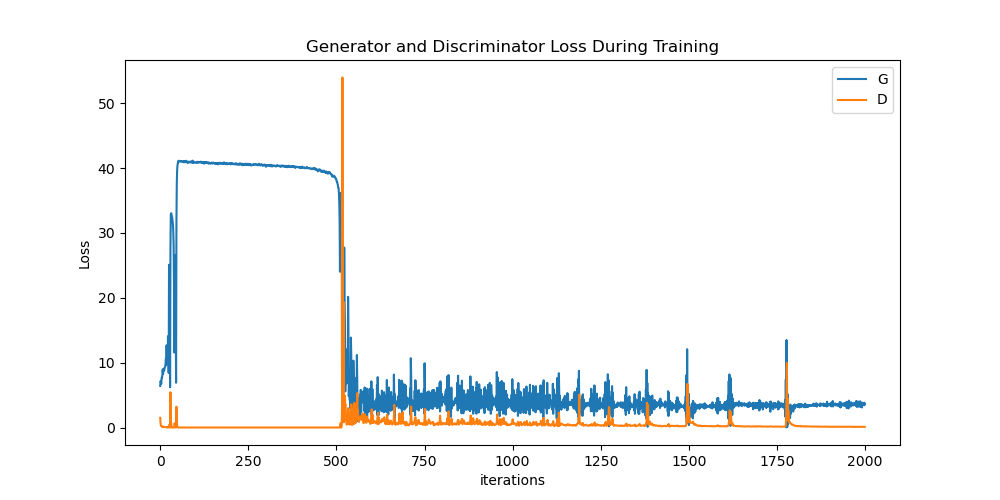 Generator and Discriminator Loss During Training
G
D
Loss
50
40
30
20
10
0
0 250 500 750 1000 1250 1500 1750 2000
iterations